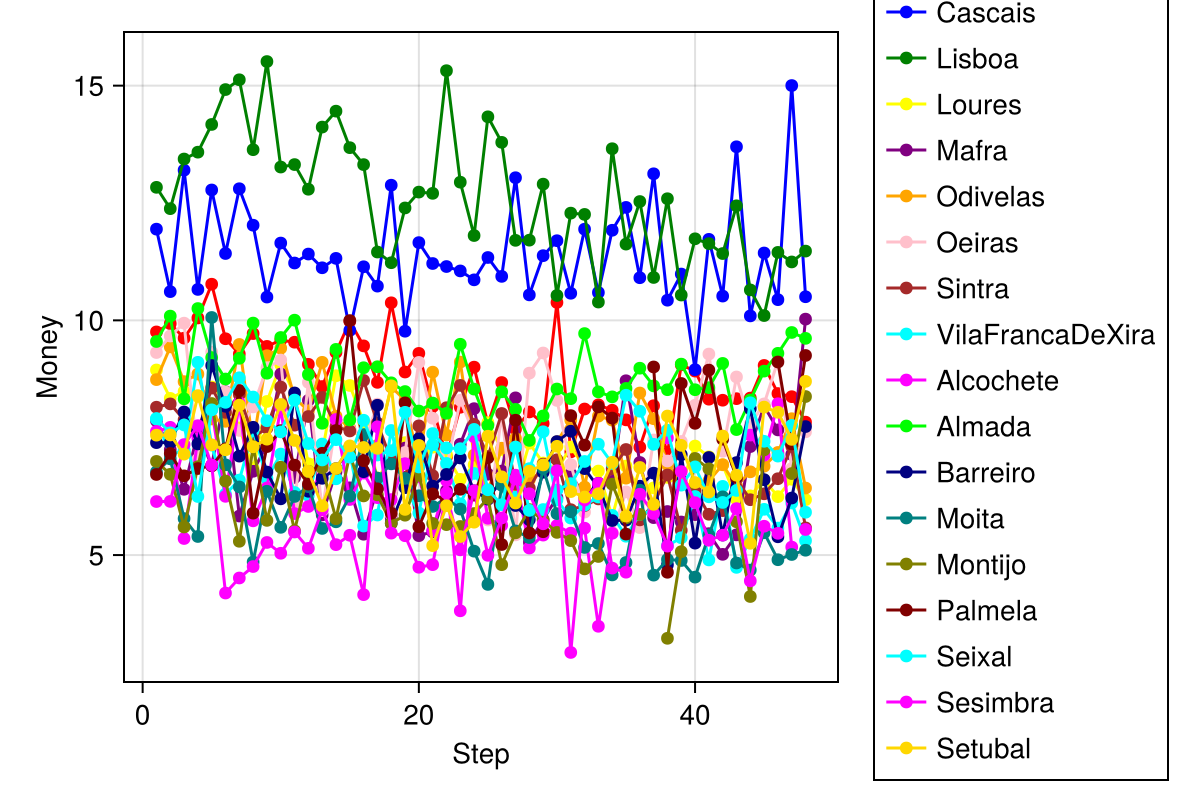 15
10
5
0
20
40
Money
Step
Cascais
Lisboa
Loures
Mafra
Odivelas
Oeiras
Sintra
VilaFrancaDeXira
Alcochete
Almada
Barreiro
Moita
Montijo
Palmela
Seixal
Sesimbra
Setubal